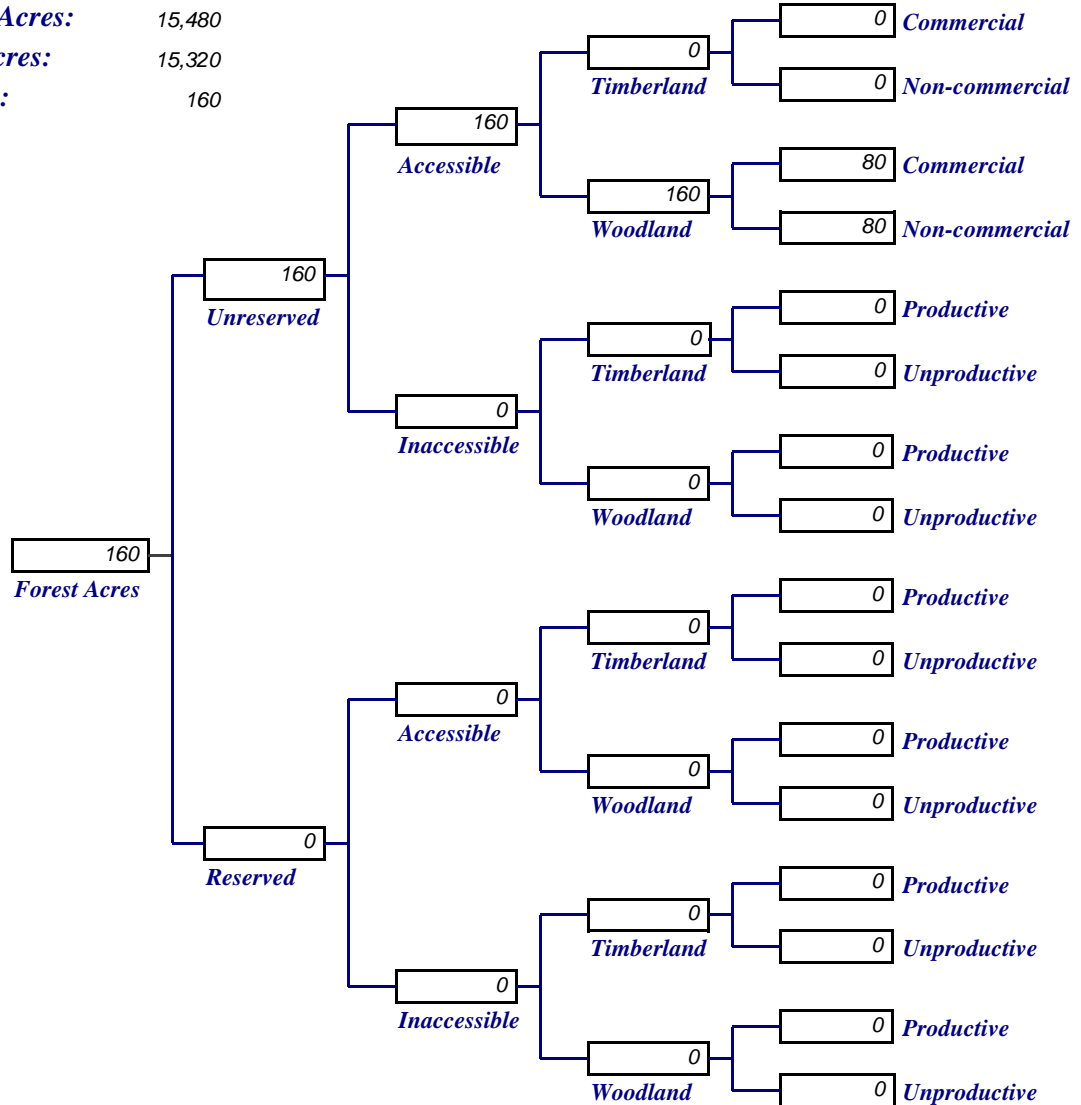 Acres: 15,480
cres: 15,320
: 160
0 Commercial
0
Timberland
0 Non-commercial
160
Accessible
80 Commercial
160
Woodland
80 Non-commercial
160
Unreserved
0 Productive
0
Timberland
0 Unproductive
0
Inaccessible
0 Productive
0
Woodland
0 Unproductive
160
Forest Acres
0 Productive
0
Timberland
0 Unproductive
0
Accessible
0 Productive
0
Woodland
0 Unproductive
0
Reserved
0 Productive
0
Timberland
0 Unproductive
0
Inaccessible
0 Productive
0
Woodland
0 Unproductive